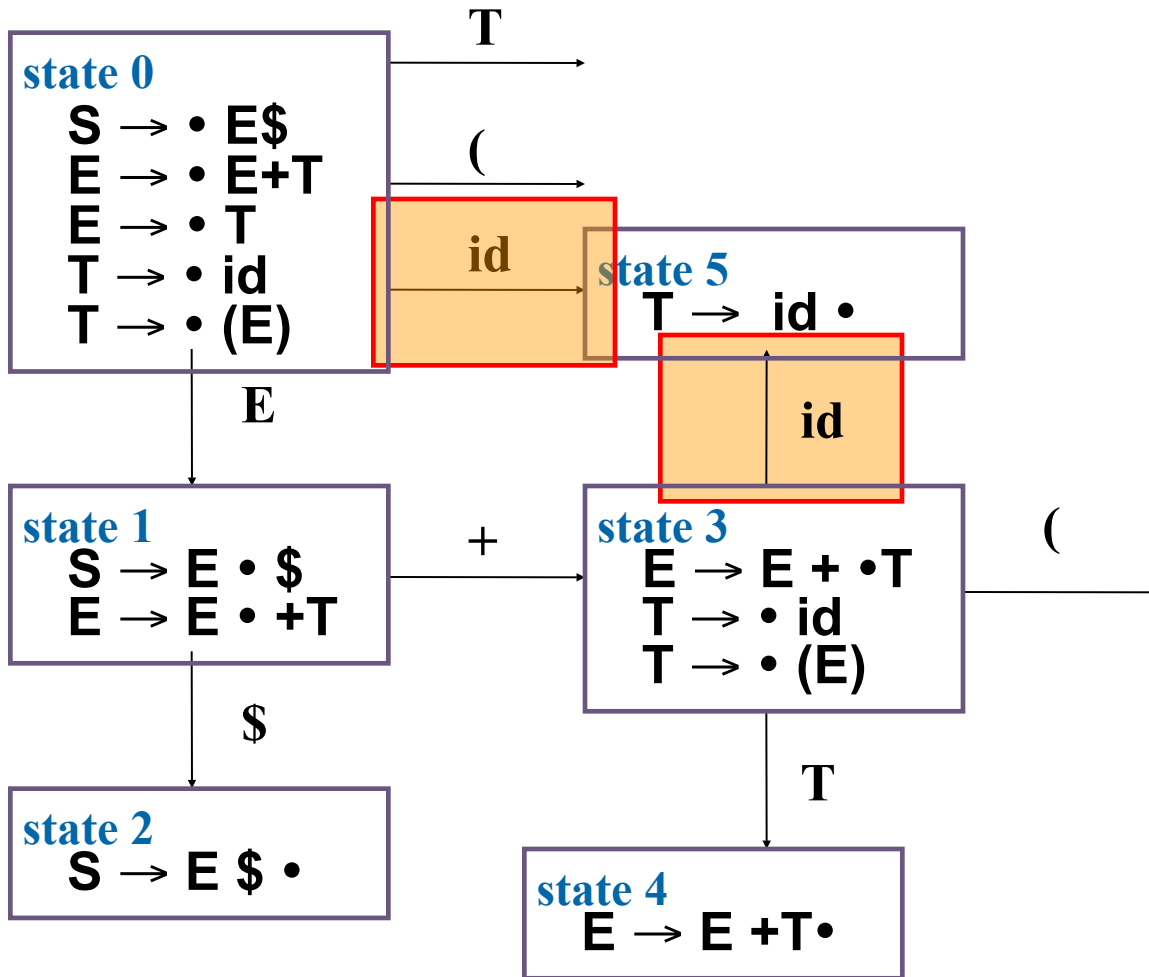 T
state 0
S → • E$
E → • E+T
E → • T
T → • id
T → • (E)
(
id
state 5
T → id •
E
id
state 1
S → E • $
E → E • +T
+
state 3
E → E + •T
T → • id
T → • (E)
(
$
T
state 2
S → E $ •
state 4
E → E +T•